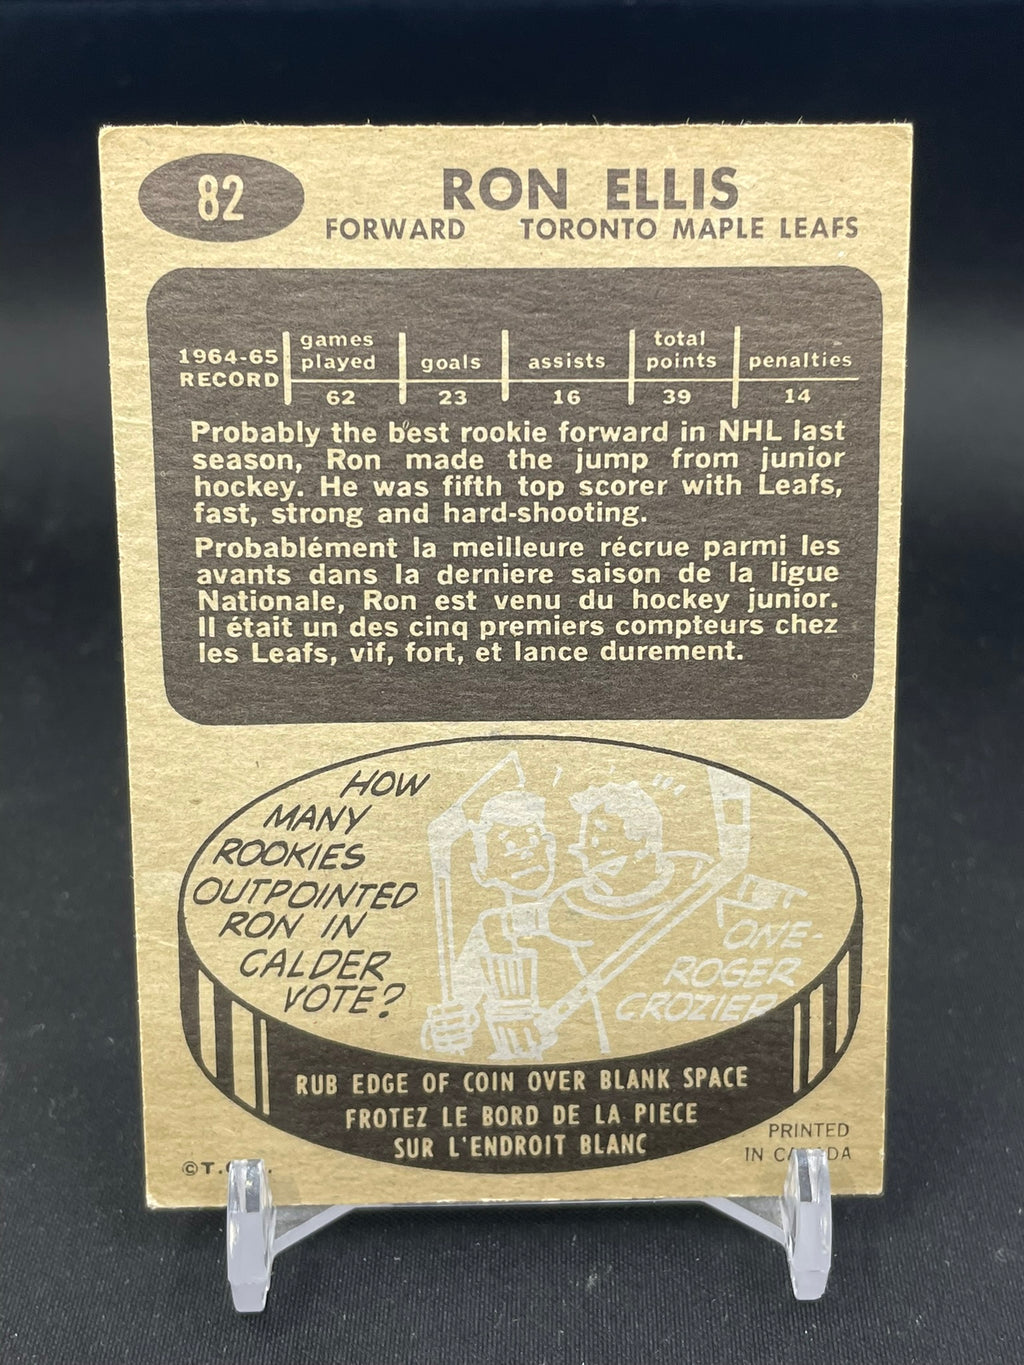 82
RON ELLIS
FORWARD TORONTO MAPLE LEAFS
1964-65 RECORD games played goals assists total points penalties
62 23 16 39 14
Probably the best rookie forward in NHL last
season, Ron made the jump from junior
hockey. He was fifth top scorer with Leafs,
fast, strong and hard-shooting.
Probablément la meilleure récrue parmi les
avants dans la derniere saison de la ligue
Nationale, Ron est venu du hockey junior.
Il était un des cinq premiers compteurs chez
les Leafs, vif, fort, et lance durement.
HOW
MANY
ROOKIES
OUTPOINTED
RON IN
CALDER
VOTE?
JUST
ONE-
ROGER
CROZIER
RUB EDGE OF COIN OVER BLANK SPACE
FROTEZ LE BORD DE LA PIECE
SUR L'ENDROIT BLANC
PRINTED
IN CANADA